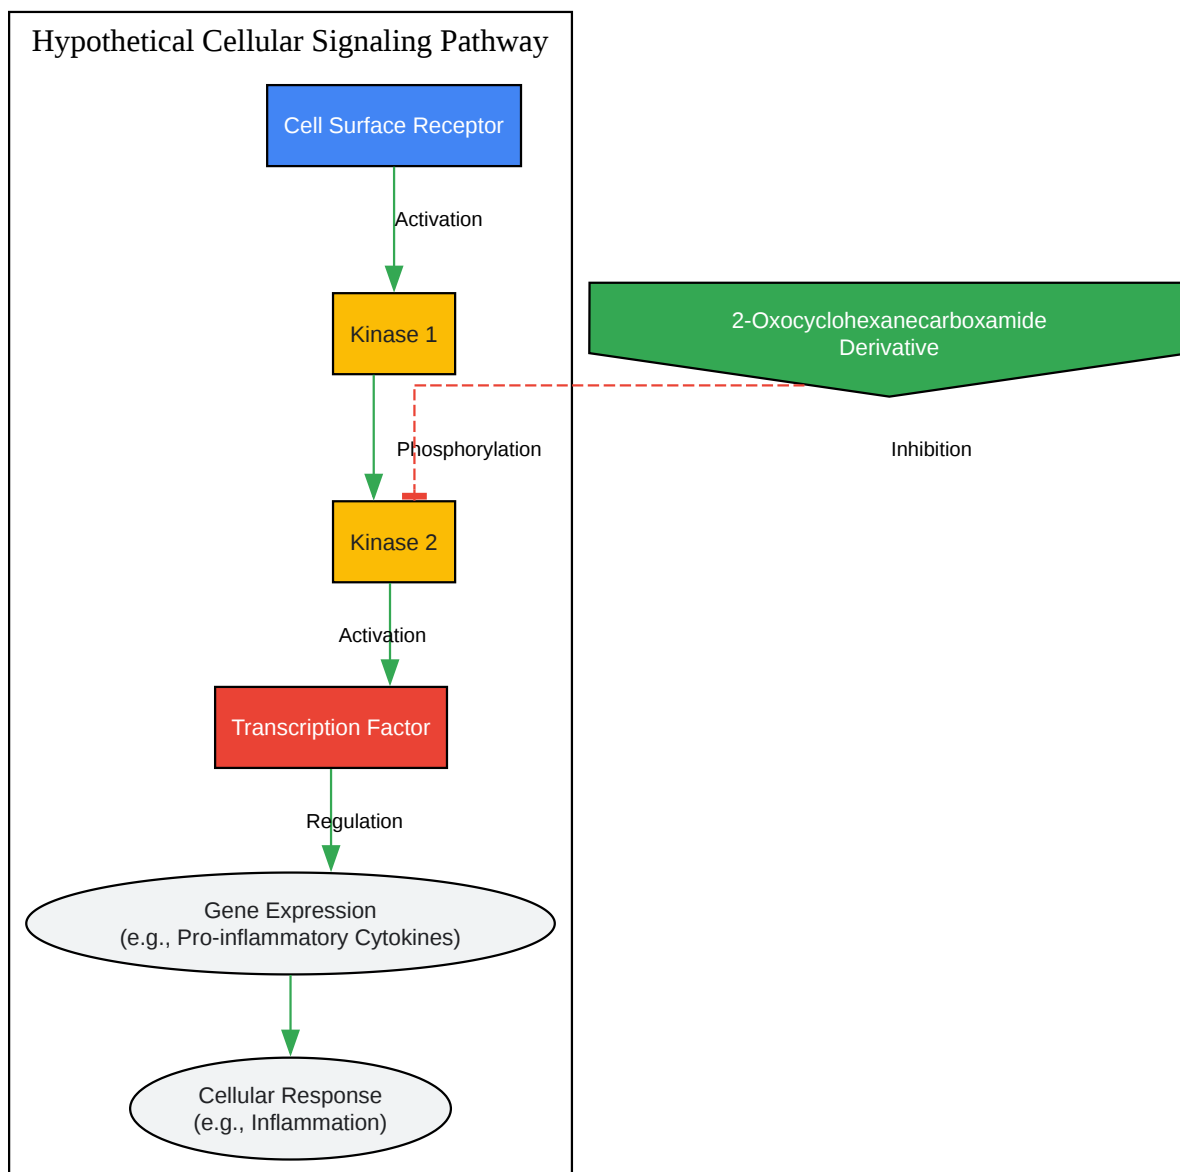 Hypothetical Cellular Signaling Pathway
Cell Surface Receptor
Activation
Kinase 1
2-Oxocyclohexanecarboxamide
Derivative
Phosphorylation
Inhibition
Kinase 2
Activation
Transcription Factor
Regulation
Gene Expression
(e.g., Pro-inflammatory Cytokines)
Cellular Response
(e.g., Inflammation)